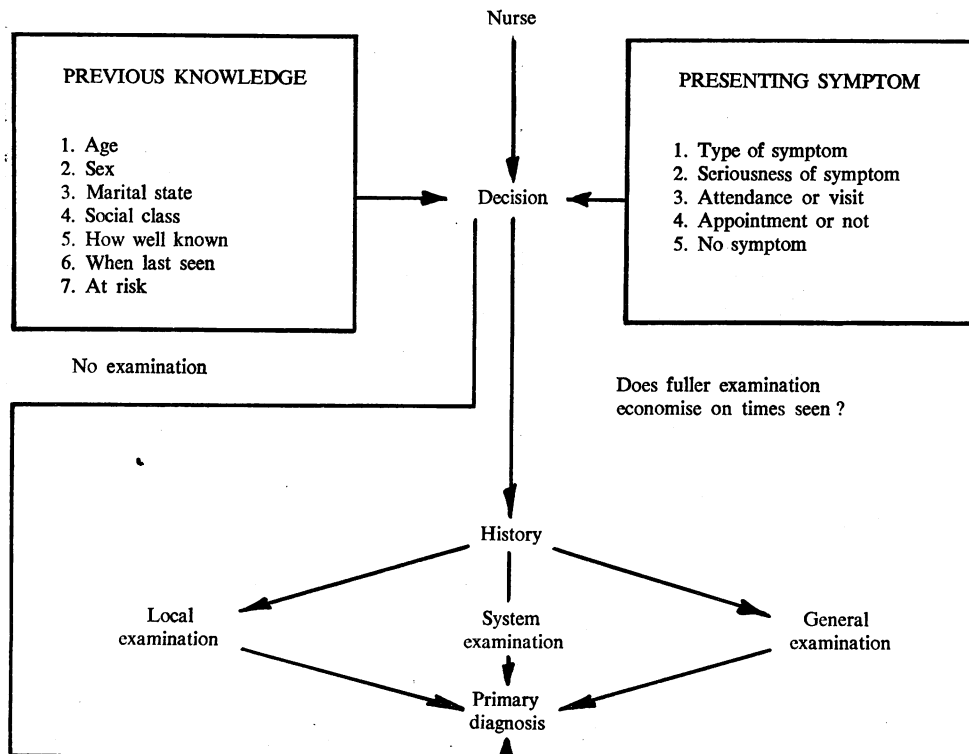 Nurse
PREVIOUS KNOWLEDGE
1. Age
2. Sex
3. Marital state
4. Social class
5. How well known
6. When last seen
7. At risk
PRESENTING SYMPTOM
1. Type of symptom
2. Seriousness of symptom
3. Attendance or visit
4. Appointment or not
5. No symptom
Decision
No examination
Does fuller examination
economise on times seen ?
History
Local
examination
System
examination
General
examination
Primary
diagnosis